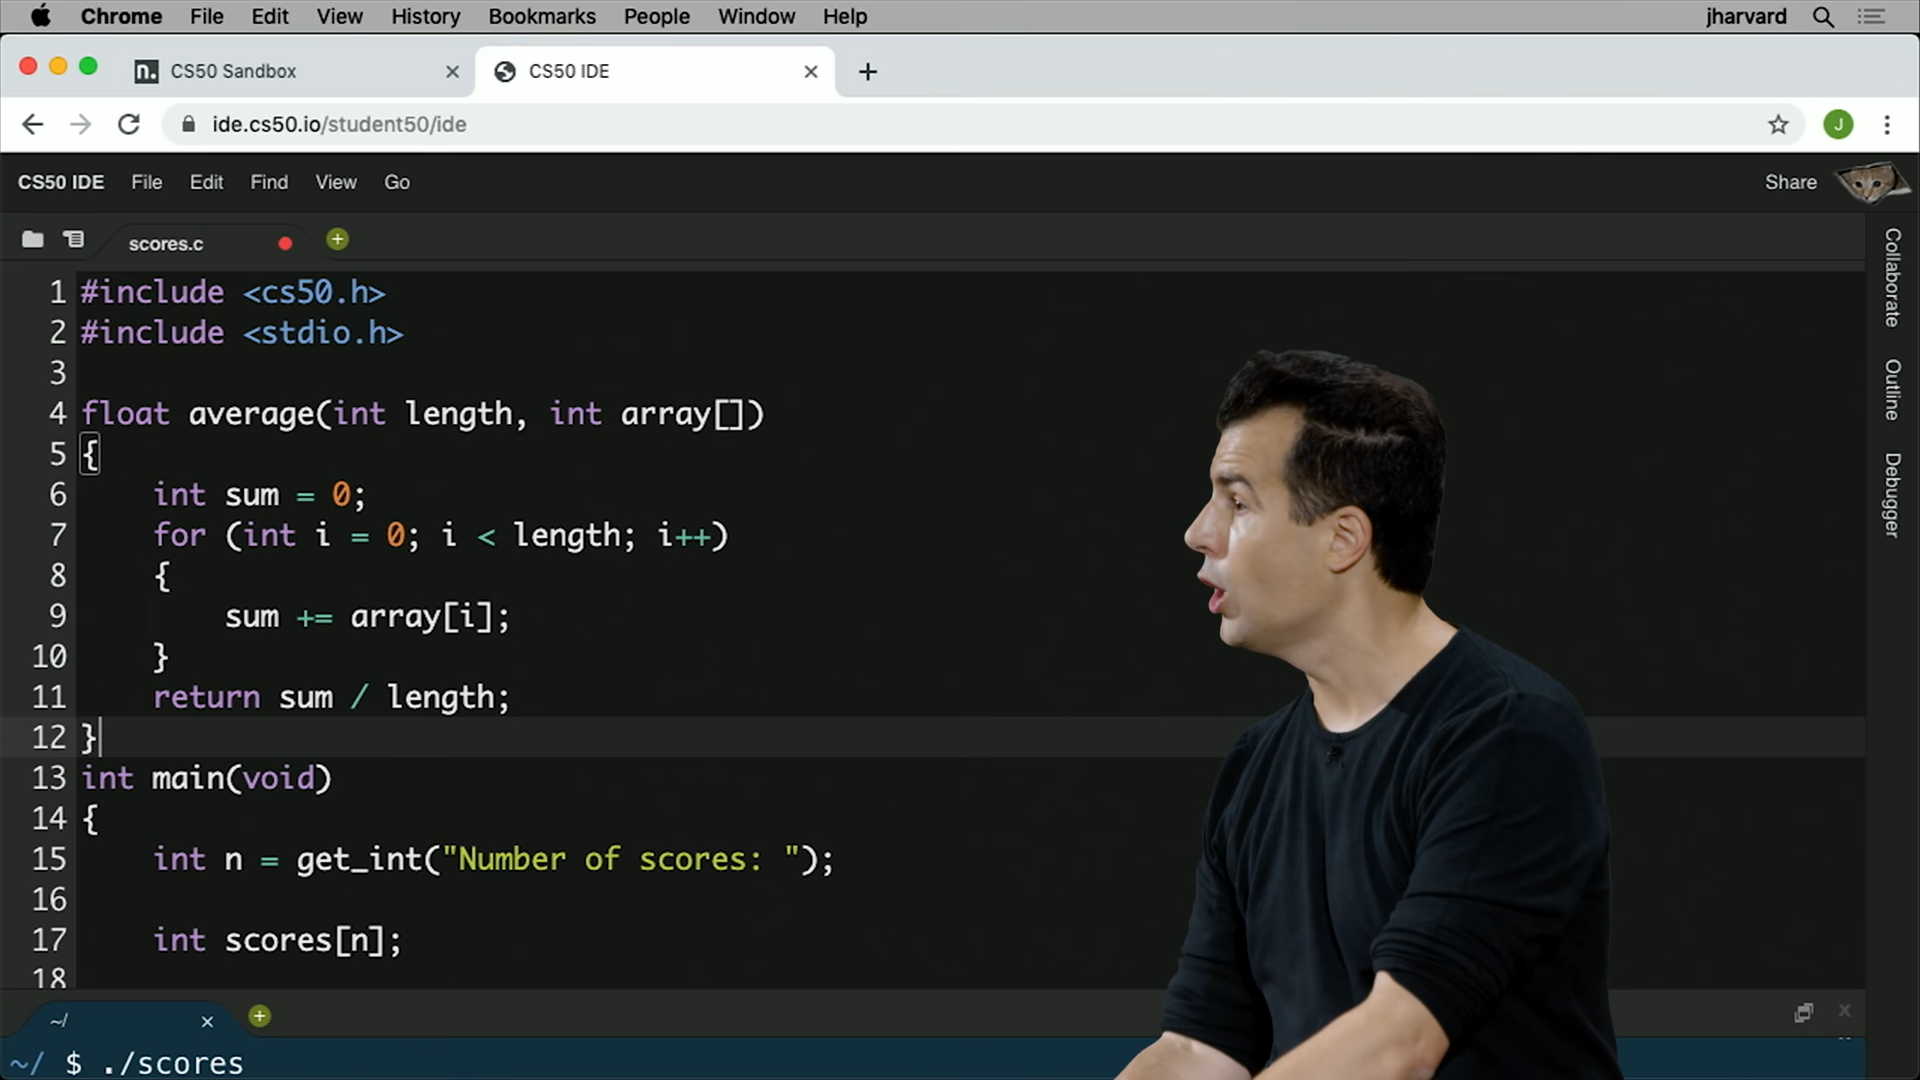 Chrome File Edit View History Bookmarks People Window Help jharvard
CS50 Sandbox CS50 IDE
ide.cs50.io/student50/ide J
CS50 IDE File Edit Find View Go Share
scores.c
1 #include <cs50.h>
2 #include <stdio.h>
3
4 float average(int length, int array[])
5 {
6 int sum = 0;
7 for (int i = 0; i < length; i++)
8 {
9 sum += array[i];
10 }
11 return sum / length;
12 }
13 int main(void)
14 {
15 int n = get_int("Number of scores: ");
16
17 int scores[n];
18
~/
~/ $ ./scores
Collaborate
Outline
Debugger